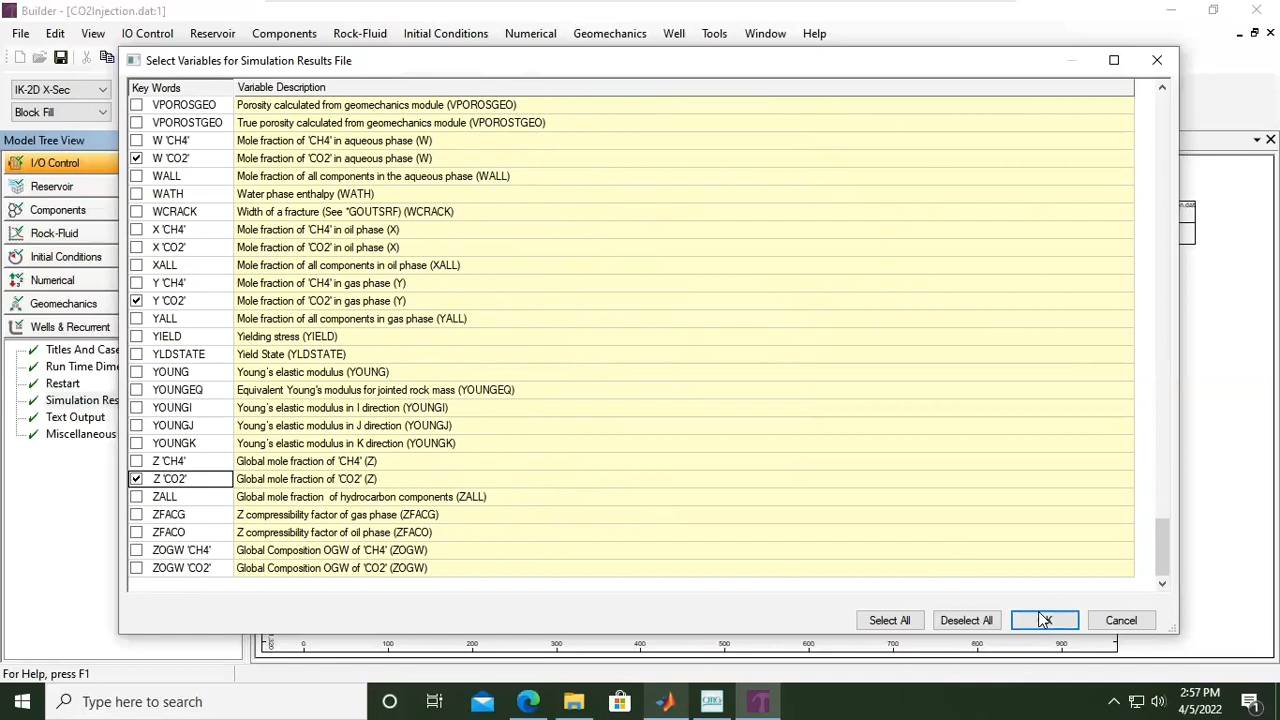 Builder - [CO2Injection.dat:1]
File Edit View IO Control Reservoir Components Rock-Fluid Initial Conditions Numerical Geomechanics Well Tools Window Help
Select Variables for Simulation Results File
IK-2D X-Sec
Block Fill
Model Tree View
I/O Control
Reservoir
Components
Rock-Fluid
Initial Conditions
Numerical
Geomechanics
Wells & Recurrent
Titles And Case
Run Time Dime
Restart
Simulation Res
Text Output
Miscellaneous
Key Words Variable Description
VPOROSGEO Porosity calculated from geomechanics module (VPOROSGEO)
VPOROSTGEO True porosity calculated from geomechanics module (VPOROSTGEO)
W 'CH4' Mole fraction of 'CH4' in aqueous phase (W)
W 'CO2' Mole fraction of 'CO2' in aqueous phase (W)
WALL Mole fraction of all components in the aqueous phase (WALL)
WATH Water phase enthalpy (WATH)
WCRACK Width of a fracture (See *GOUTSRF) (WCRACK)
X 'CH4' Mole fraction of 'CH4' in oil phase (X)
X 'CO2' Mole fraction of 'CO2' in oil phase (X)
XALL Mole fraction of all components in oil phase (XALL)
Y 'CH4' Mole fraction of 'CH4' in gas phase (Y)
Y 'CO2' Mole fraction of 'CO2' in gas phase (Y)
YALL Mole fraction of all components in gas phase (YALL)
YIELD Yielding stress (YIELD)
YLDSTATE Yield State (YLDSTATE)
YOUNG Young's elastic modulus (YOUNG)
YOUNGEQ Equivalent Young's modulus for jointed rock mass (YOUNGEQ)
YOUNGI Young's elastic modulus in I direction (YOUNGI)
YOUNGJ Young's elastic modulus in J direction (YOUNGJ)
YOUNGK Young's elastic modulus in K direction (YOUNGK)
Z 'CH4' Global mole fraction of 'CH4' (Z)
Z 'CO2' Global mole fraction of 'CO2' (Z)
ZALL Global mole fraction of hydrocarbon components (ZALL)
ZFACG Z compressibility factor of gas phase (ZFACG)
ZFACO Z compressibility factor of oil phase (ZFACO)
ZOGW 'CH4' Global Composition OGW of 'CH4' (ZOGW)
ZOGW 'CO2' Global Composition OGW of 'CO2' (ZOGW)
Select All Deselect All Cancel
0 100 200 300 400 500 600 700 800 900
For Help, press F1
Type here to search
2:57 PM
4/5/2022